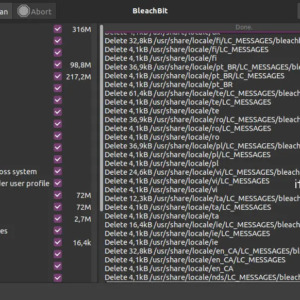 BleachBit
an
Abort
316M
98,8M
217,2M
oss system
der user profile
72M
72M
2,7M
es
16,4k
Done.
Delete 32,8kB /usr/share/locale/fi/LC_MESSAGES/bleachb
Delete 4,1kB /usr/share/locale/fi/LC_MESSAGES
Delete 4,1kB /usr/share/locale/fi
Delete 36,9kB /usr/share/locale/pt_BR/LC_MESSAGES/blea
Delete 4,1kB /usr/share/locale/pt_BR/LC_MESSAGES
Delete 4,1kB /usr/share/locale/pt_BR
Delete 61,4kB /usr/share/locale/te/LC_MESSAGES/bleachb
Delete 4,1kB /usr/share/locale/te/LC_MESSAGES
Delete 4,1kB /usr/share/locale/te
Delete 36,9kB /usr/share/locale/ro/LC_MESSAGES/bleachb
Delete 4,1kB /usr/share/locale/ro/LC_MESSAGES
Delete 4,1kB /usr/share/locale/ro
Delete 36,9kB /usr/share/locale/pl/LC_MESSAGES/bleachb
Delete 4,1kB /usr/share/locale/pl/LC_MESSAGES
Delete 4,1kB /usr/share/locale/pl
Delete 24,6kB /usr/share/locale/vi/LC_MESSAGES/bleachb
Delete 4,1kB /usr/share/locale/vi/LC_MESSAGES
Delete 4,1kB /usr/share/locale/vi
Delete 12,3kB /usr/share/locale/ta/LC_MESSAGES/bleachb
Delete 4,1kB /usr/share/locale/ta/LC_MESSAGES
Delete 4,1kB /usr/share/locale/ta
Delete 16,4kB /usr/share/locale/ie/LC_MESSAGES/bleachb
Delete 4,1kB /usr/share/locale/ie/LC_MESSAGES
Delete 4,1kB /usr/share/locale/ie
Delete 32,8kB /usr/share/locale/en_CA/LC_MESSAGES/blea
Delete 4,1kB /usr/share/locale/en_CA/LC_MESSAGES
Delete 4,1kB /usr/share/locale/en_CA
Delete 4,1kB /usr/share/locale/nds/LC_MESSAGES/bleach